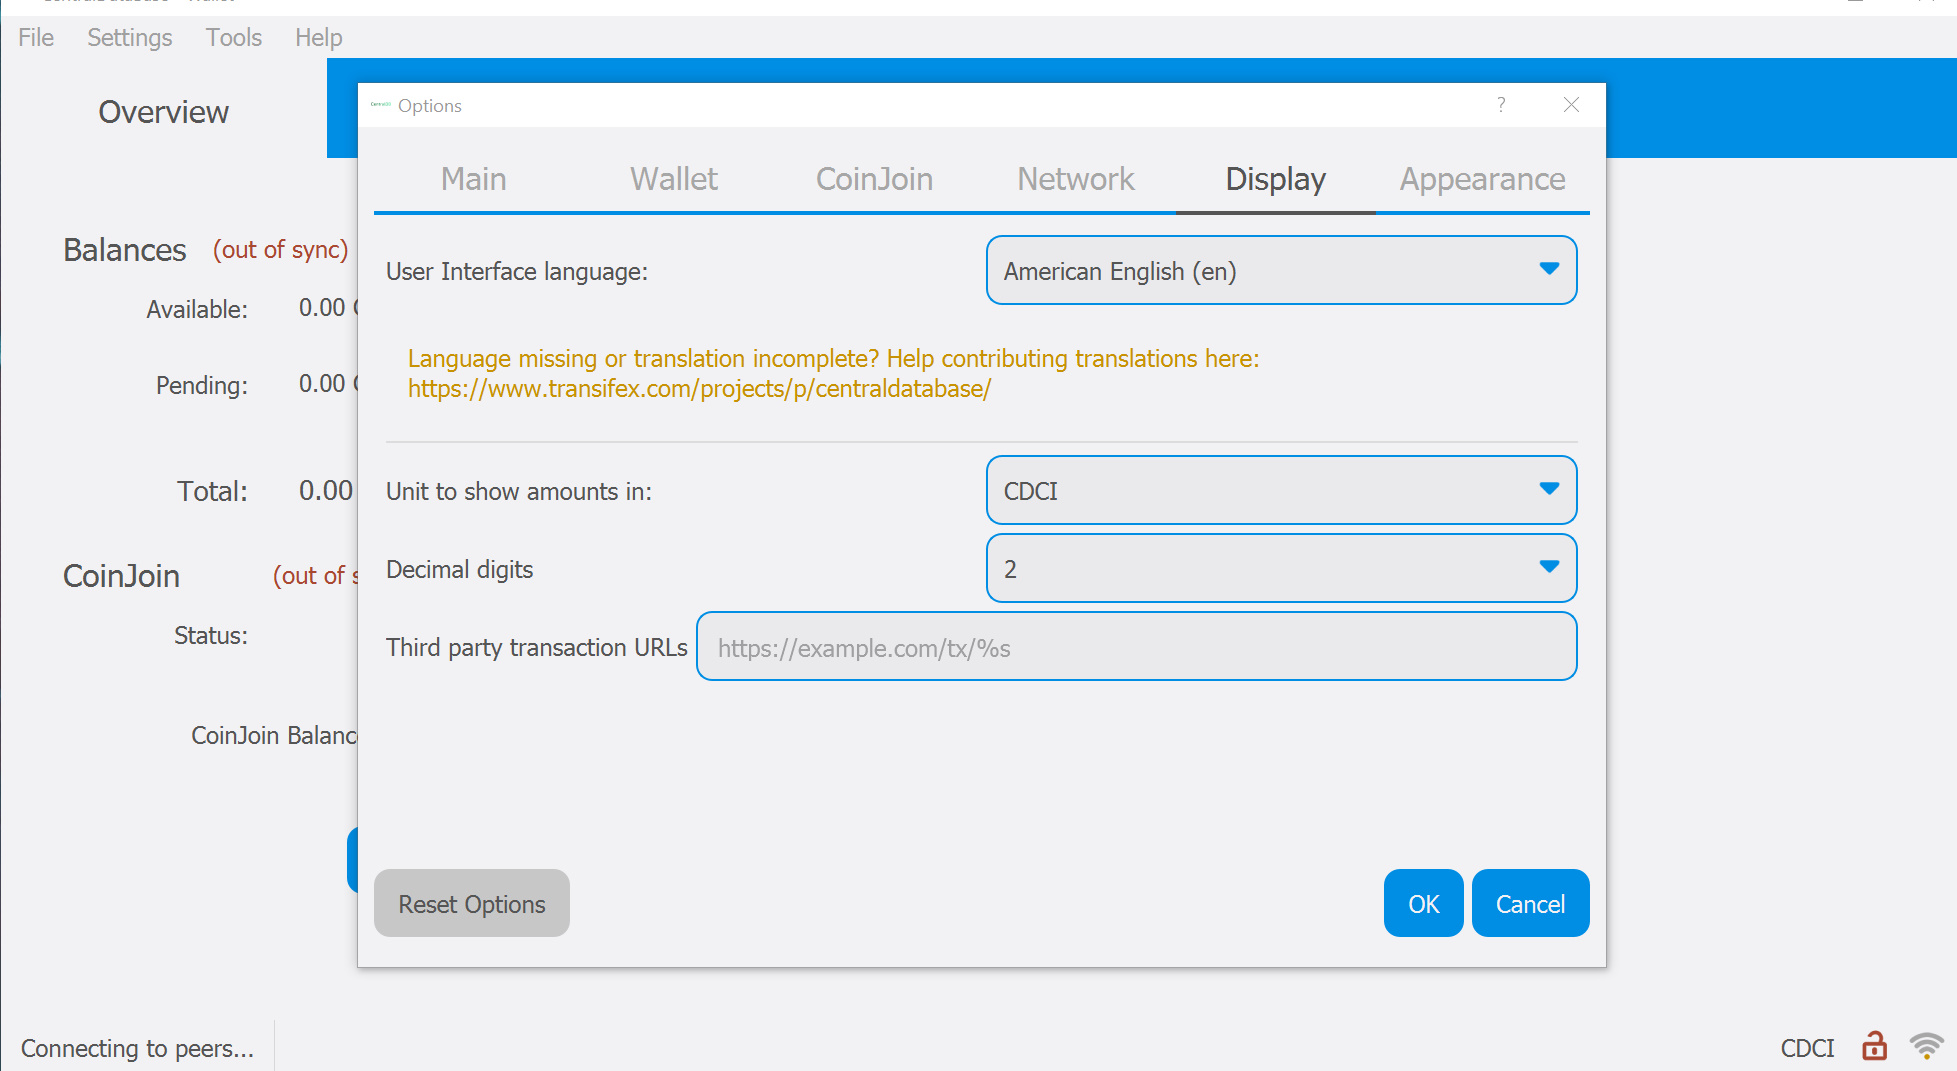 File Settings Tools Help
Overview
Options
Main Wallet CoinJoin Network Display Appearance
Balances (out of sync)
Available: 0.00
Pending: 0.00
Total: 0.00
CoinJoin (out of s
Status:
CoinJoin Balanc
User Interface language: American English (en)
Language missing or translation incomplete? Help contributing translations here:
https://www.transifex.com/projects/p/centraldatabase/
Unit to show amounts in: CDCI
Decimal digits 2
Third party transaction URLs https://example.com/tx/%s
Reset Options OK Cancel
Connecting to peers... CDCI